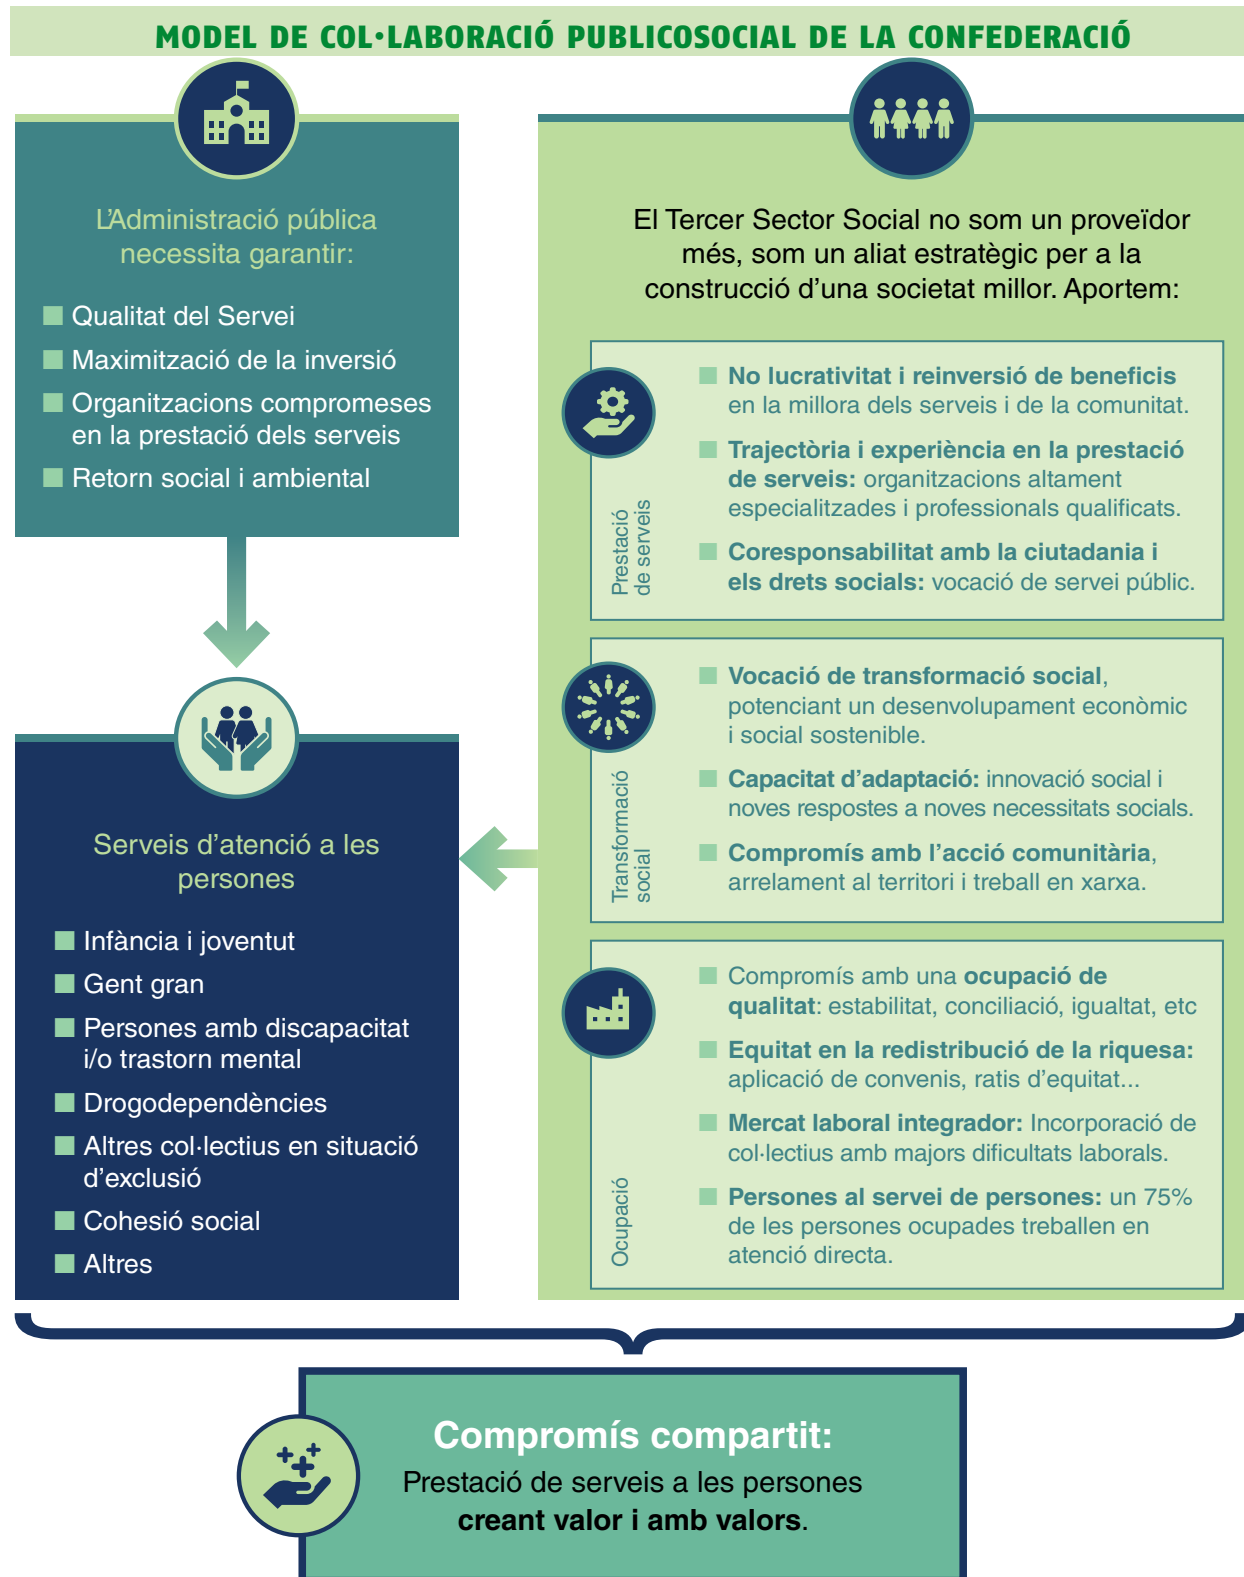 MODEL DE COL·LABORACIÓ PUBLICOSOCIAL DE LA CONFEDERACIÓ
L'Administració pública
necessita garantir:
Qualitat del Servei
Maximització de la inversió
Organitzacions compromeses
en la prestació dels serveis
Retorn social i ambiental
Serveis d'atenció a les
persones
Infància i joventut
Gent gran
Persones amb discapacitat
i/o trastorn mental
Drogodependències
Altres col·lectius en situació
d'exclusió
Cohesió social
Altres
El Tercer Sector Social no som un proveïdor
més, som un aliat estratègic per a la
construcció d'una societat millor. Aportem:
Prestació
de serveis
No lucrativitat i reinversió de beneficis
en la millora dels serveis i de la comunitat.
Trajectòria i experiència en la prestació
de serveis: organitzacions altament
especialitzades i professionals qualificats.
Coresponsabilitat amb la ciutadania i
els drets socials: vocació de servei públic.
Transformació
social
Vocació de transformació social,
potenciant un desenvolupament econòmic
i social sostenible.
Capacitat d'adaptació: innovació social i
noves respostes a noves necessitats socials.
Compromís amb l'acció comunitària,
arrelament al territori i treball en xarxa.
Ocupació
Compromís amb una ocupació de
qualitat: estabilitat, conciliació, igualtat, etc
Equitat en la redistribució de la riquesa:
aplicació de convenis, ratis d'equitat...
Mercat laboral integrador: Incorporació de
col·lectius amb majors dificultats laborals.
Persones al servei de persones: un 75%
de les persones ocupades treballen en
atenció directa.
Compromís compartit:
Prestació de serveis a les persones
creant valor i amb valors.